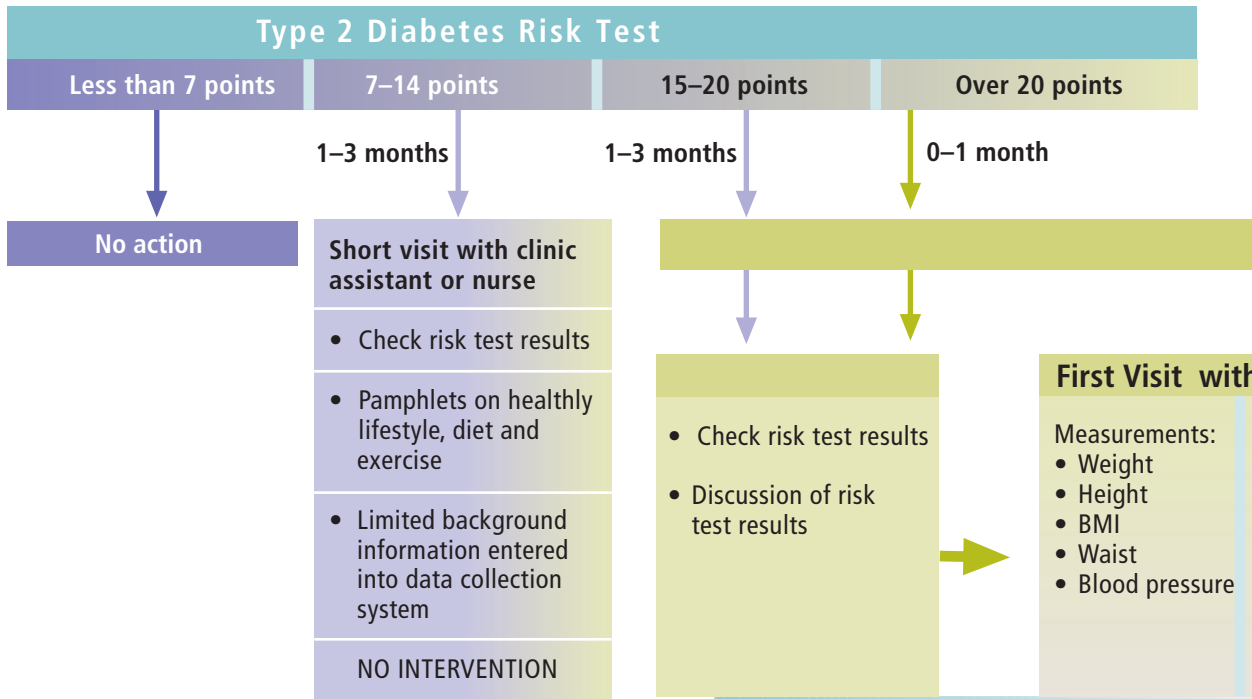 Type 2 Diabetes Risk Test
Less than 7 points
7–14 points
15–20 points
Over 20 points
1–3 months
1–3 months
0–1 month
No action
Short visit with clinic
assistant or nurse
• Check risk test results
• Pamphlets on healthly
lifestyle, diet and
exercise
• Limited background
information entered
into data collection
system
NO INTERVENTION
• Check risk test results
• Discussion of risk
test results
First Visit with
Measurements:
• Weight
• Height
• BMI
• Waist
• Blood pressure